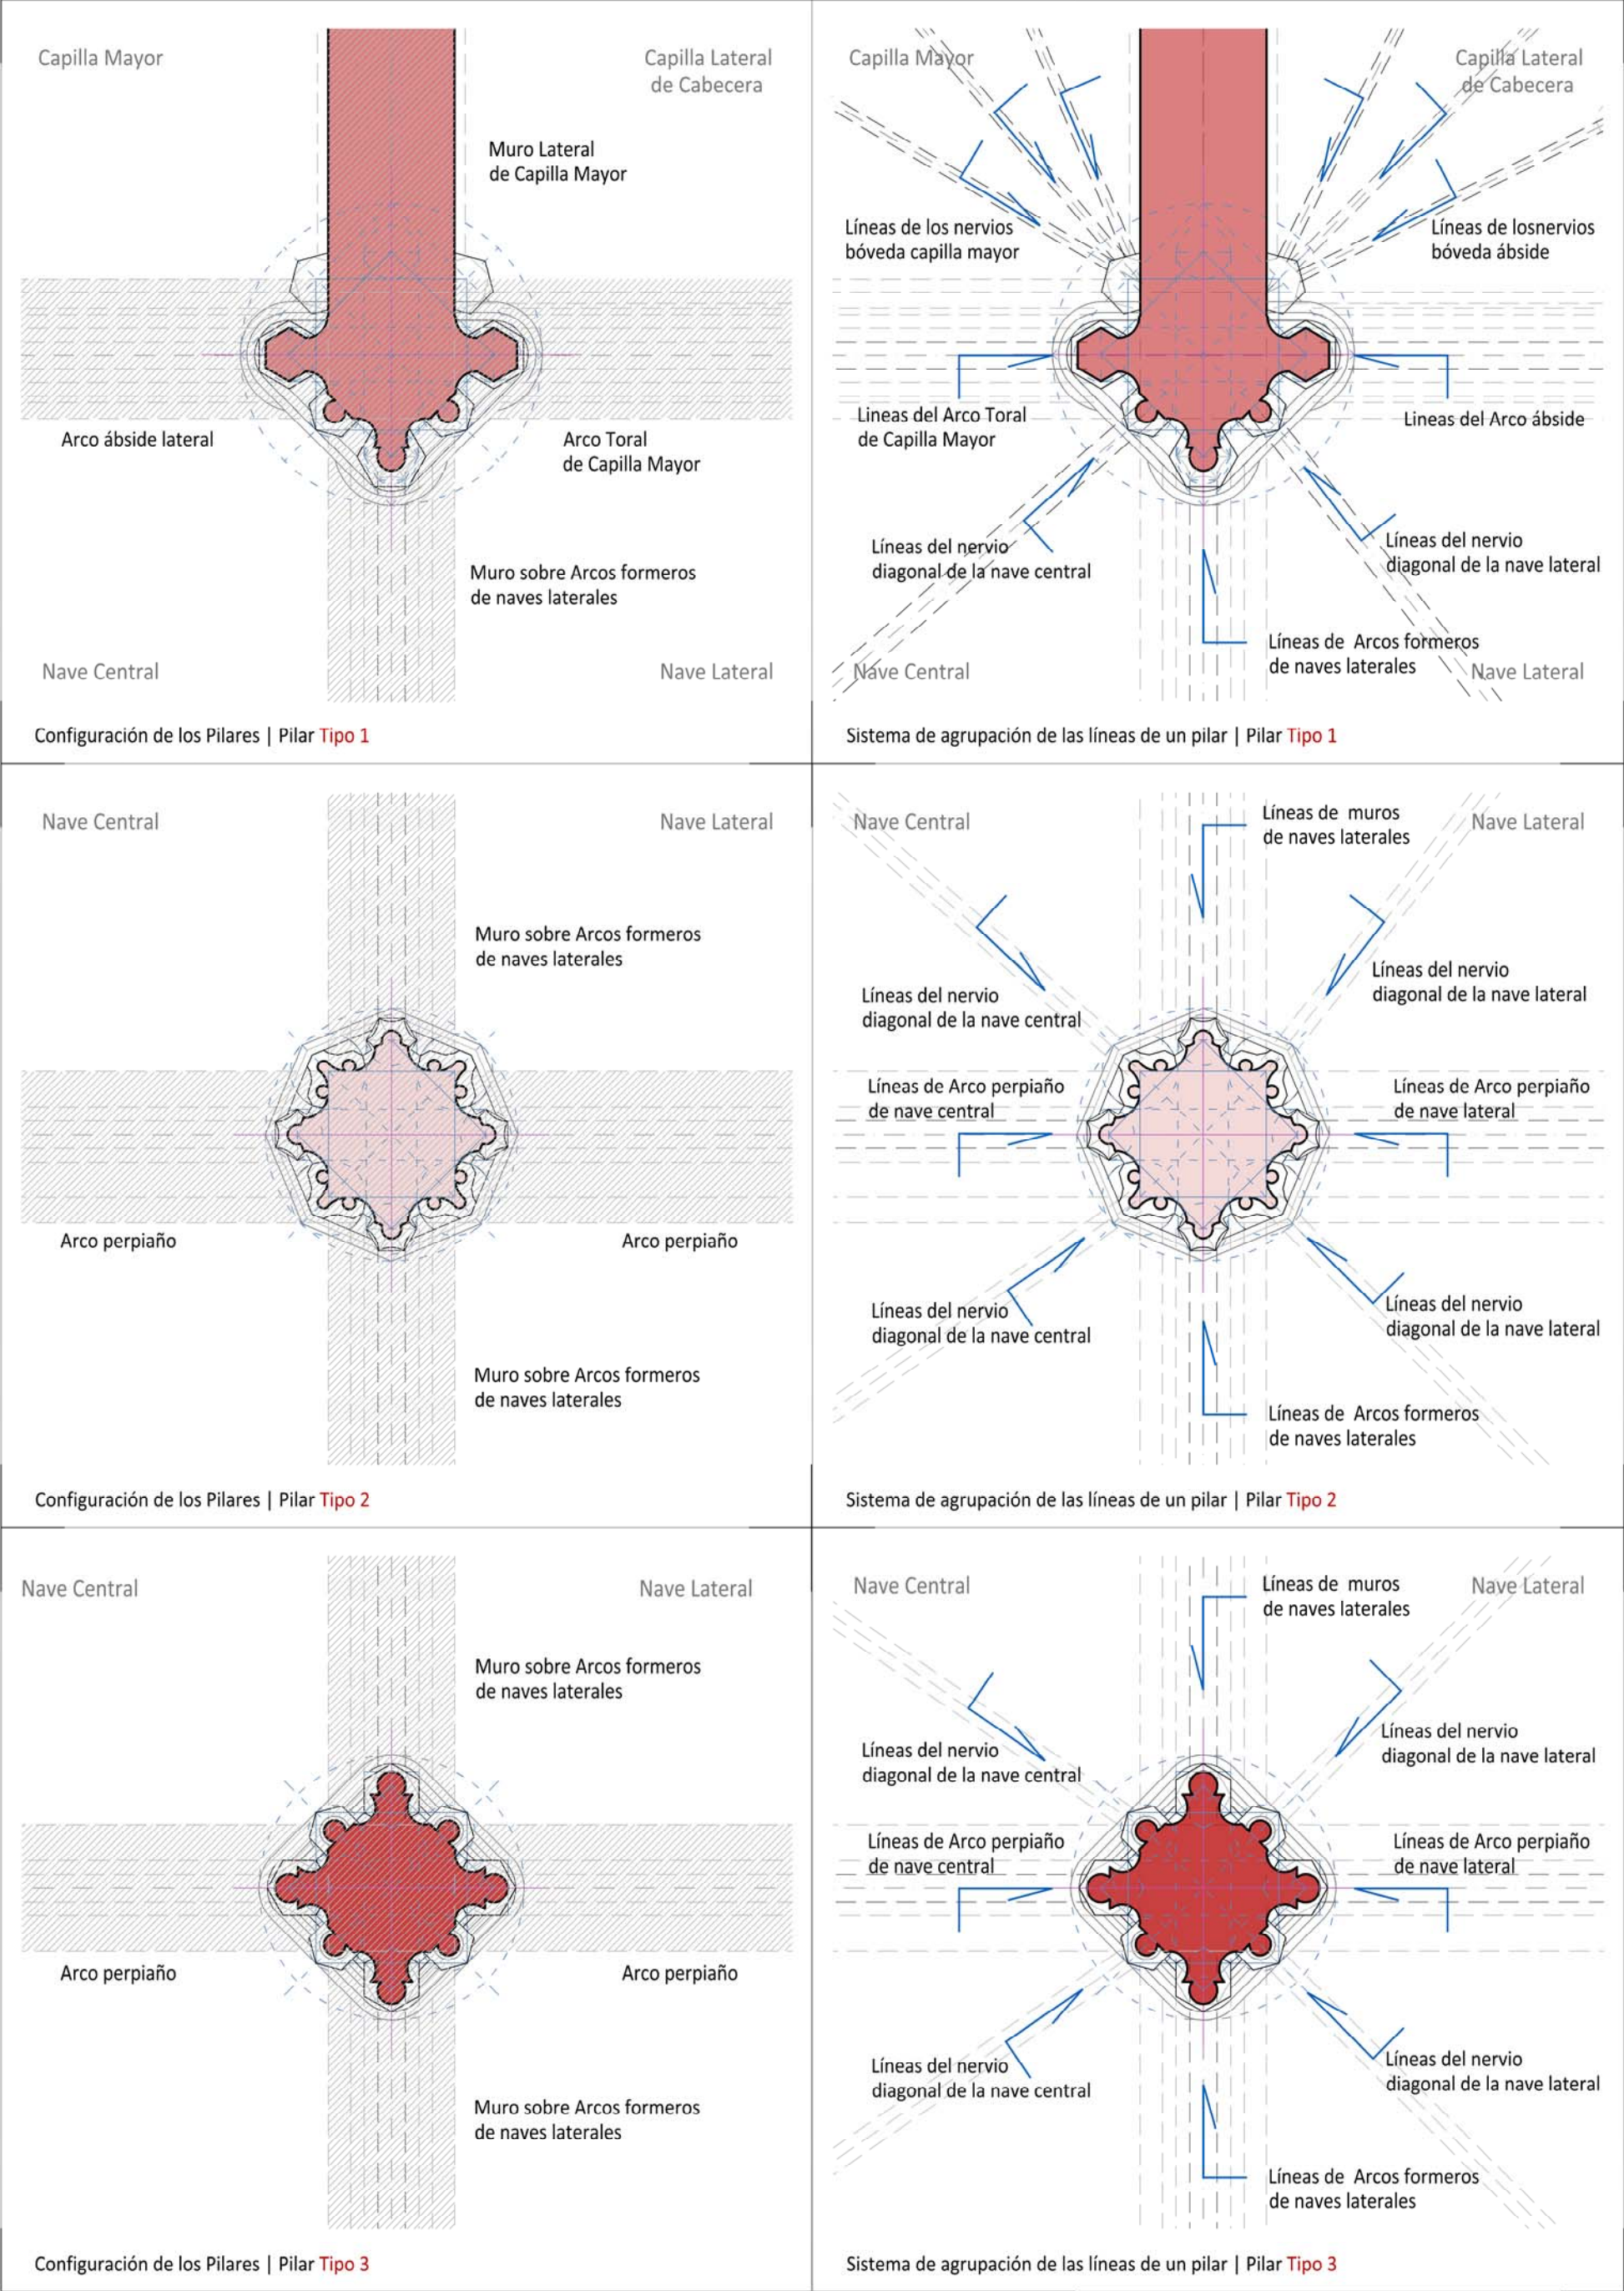 Capilla Mayor
Capilla Lateral
de Cabecera
Muro Lateral
de Capilla Mayor
Arco ábside lateral
Arco Toral
de Capilla Mayor
Muro sobre Arcos formeros
de naves laterales
Nave Central
Nave Lateral
Configuración de los Pilares | Pilar Tipo 1
Capilla Mayor
Capilla Lateral
de Cabecera
Líneas de los nervios
bóveda capilla mayor
Líneas de losnervios
bóveda ábside
Lineas del Arco Toral
de Capilla Mayor
Lineas del Arco ábside
Líneas del nervio
diagonal de la nave central
Líneas del nervio
diagonal de la nave lateral
Líneas de Arcos formeros
de naves laterales
Nave Central
Nave Lateral
Sistema de agrupación de las líneas de un pilar | Pilar Tipo 1
Nave Central
Nave Lateral
Muro sobre Arcos formeros
de naves laterales
Arco perpiaño
Arco perpiaño
Muro sobre Arcos formeros
de naves laterales
Configuración de los Pilares | Pilar Tipo 2
Nave Central
Líneas de muros
de naves laterales
Nave Lateral
Líneas del nervio
diagonal de la nave central
Líneas del nervio
diagonal de la nave lateral
Líneas de Arco perpiaño
de nave central
Líneas de Arco perpiaño
de nave lateral
Líneas del nervio
diagonal de la nave central
Líneas del nervio
diagonal de la nave lateral
Líneas de Arcos formeros
de naves laterales
Sistema de agrupación de las líneas de un pilar | Pilar Tipo 2
Nave Central
Nave Lateral
Muro sobre Arcos formeros
de naves laterales
Arco perpiaño
Arco perpiaño
Muro sobre Arcos formeros
de naves laterales
Configuración de los Pilares | Pilar Tipo 3
Nave Central
Líneas de muros
de naves laterales
Nave Lateral
Líneas del nervio
diagonal de la nave central
Líneas del nervio
diagonal de la nave lateral
Líneas de Arco perpiaño
de nave central
Líneas de Arco perpiaño
de nave lateral
Líneas del nervio
diagonal de la nave central
Líneas del nervio
diagonal de la nave lateral
Líneas de Arcos formeros
de naves laterales
Sistema de agrupación de las líneas de un pilar | Pilar Tipo 3